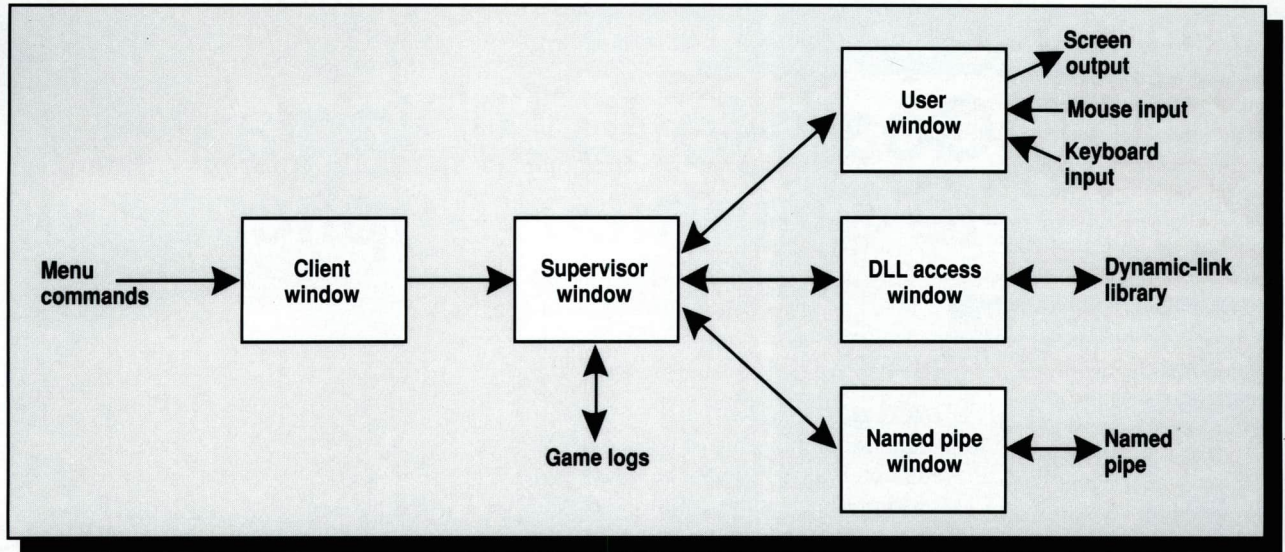 Screen
output
User
window
Mouse input
Keyboard
input
Menu
commands
Client
window
Supervisor
window
DLL access
window
Dynamic-link
library
Game logs
Named pipe
window
Named
pipe